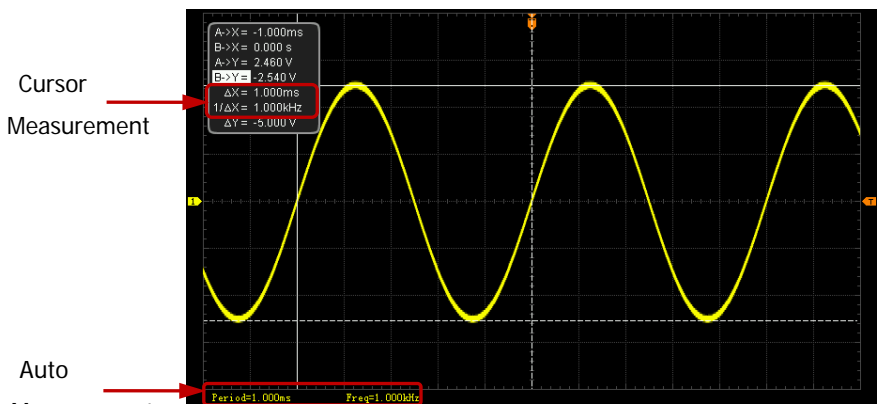 A->X= -1.000ms
B->X= 0.000 s
A->Y= 2.460 V
B->Y= -2.540 V
ΔX= 1.000ms
1/ΔX= 1.000kHz
ΔY= -5.000 V
Cursor
Measurement
T
1
T
Auto
Period=1.000ms Freq=1.000kHz